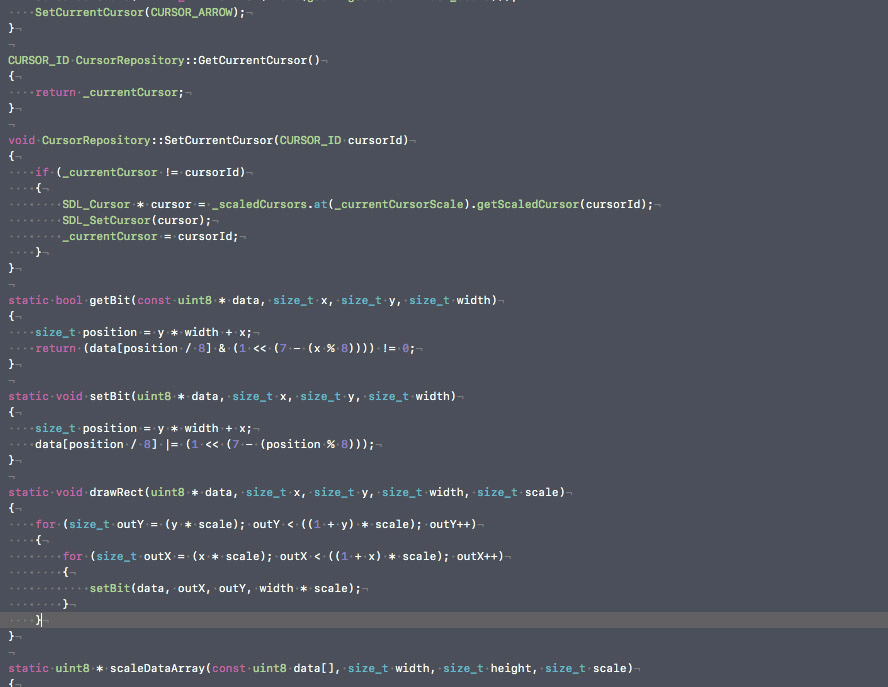 SetCurrentCursor(CURSOR_ARROW);
}

CURSOR_ID CursorRepository::GetCurrentCursor()
{
    return _currentCursor;
}

void CursorRepository::SetCurrentCursor(CURSOR_ID cursorId)
{
    if (_currentCursor != cursorId)
    {
        SDL_Cursor * cursor = _scaledCursors.at(_currentCursorScale).getScaledCursor(cursorId);
        SDL_SetCursor(cursor);
        _currentCursor = cursorId;
    }
}

static bool getBit(const uint8 * data, size_t x, size_t y, size_t width)
{
    size_t position = y * width + x;
    return (data[position / 8] & (1 << (7 - (x % 8)))) != 0;
}

static void setBit(uint8 * data, size_t x, size_t y, size_t width)
{
    size_t position = y * width + x;
    data[position / 8] |= (1 << (7 - (position % 8)));
}

static void drawRect(uint8 * data, size_t x, size_t y, size_t width, size_t scale)
{
    for (size_t outY = (y * scale); outY < ((1 + y) * scale); outY++)
    {
        for (size_t outX = (x * scale); outX < ((1 + x) * scale); outX++)
        {
            setBit(data, outX, outY, width * scale);
        }
    }
}

static uint8 * scaleDataArray(const uint8 data[], size_t width, size_t height, size_t scale)
{